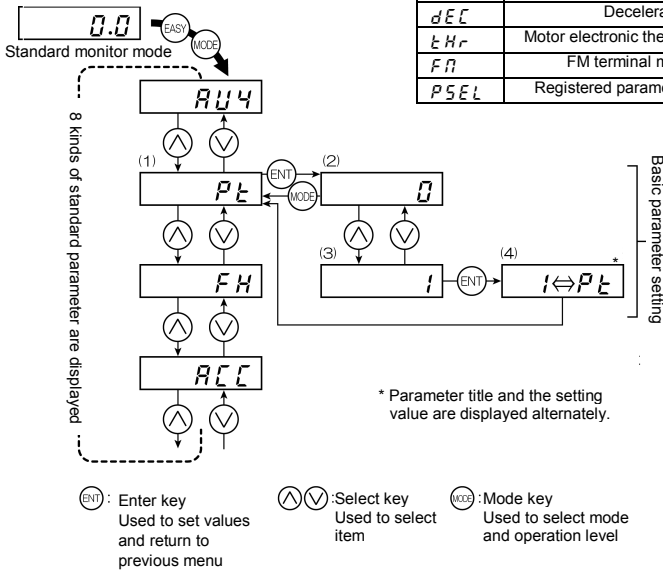 0.0
EASY
MODE
Standard monitor mode
dEC Decelera
tHr Motor electronic the
FM FM terminal m
PSEL Registered parame
8 kinds of standard parameter are displayed
AU4
(1) Pt
ENT
MODE
(2) 0
(3) 1
ENT
(4) 1⇔Pt *
FH
ACC
Basic parameter setting
* Parameter title and the setting
value are displayed alternately.
ENT : Enter key
Used to set values
and return to
previous menu
:Select key
Used to select
item
MODE :Mode key
Used to select mode
and operation level